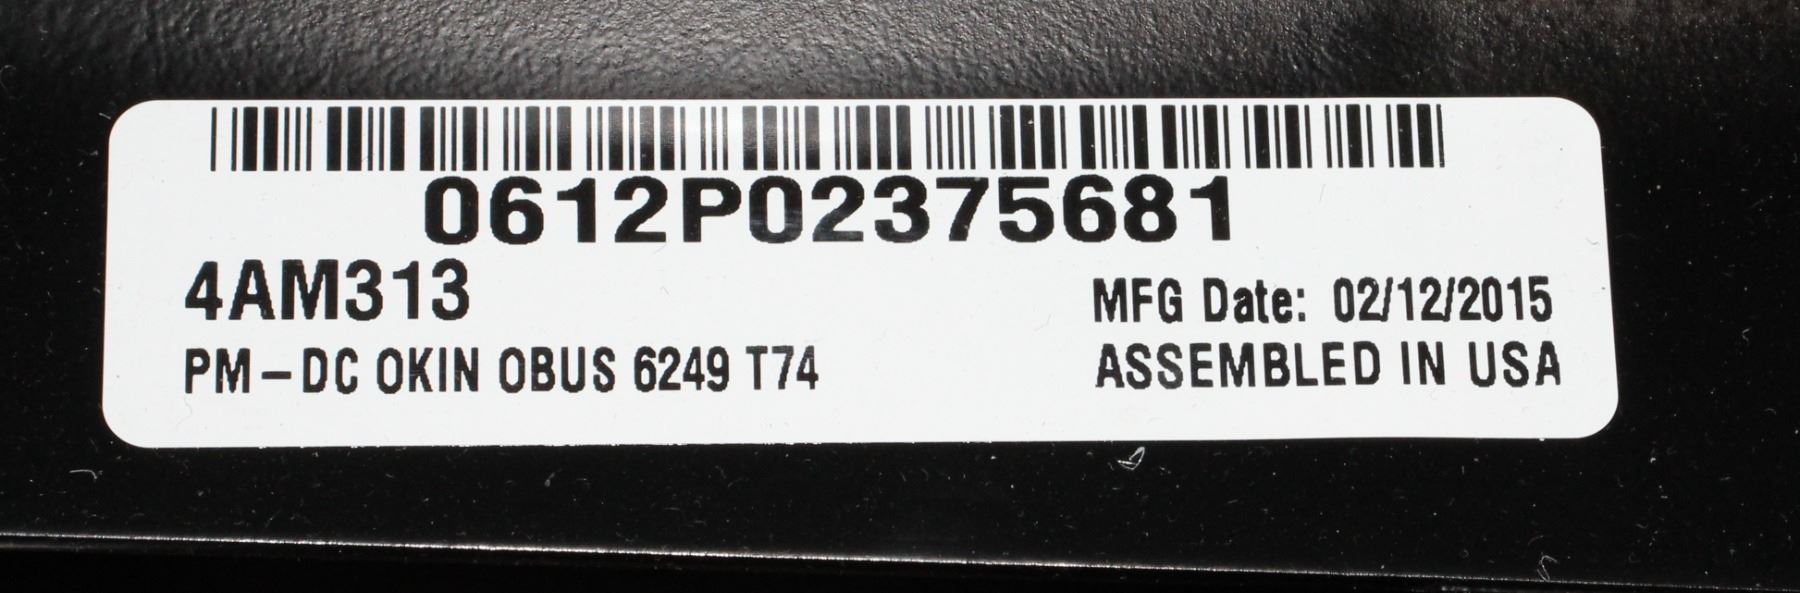 0612P02375681
4AM313
MFG Date: 02/12/2015
PM-DC OKIN OBUS 6249 T74
ASSEMBLED IN USA